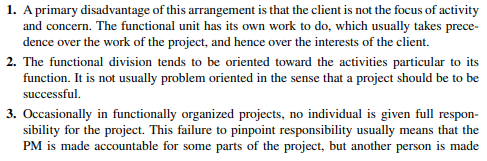 1. A primary disadvantage of this arrangement is that the client is not the focus of activity
and concern. The functional unit has its own work to do, which usually takes prece-
dence over the work of the project, and hence over the interests of the client.
2. The functional division tends to be oriented toward the activities particular to its
function. It is not usually problem oriented in the sense that a project should be to be
successful.
3. Occasionally in functionally organized projects, no individual is given full respon-
sibility for the project. This failure to pinpoint responsibility usually means that the
PM is made accountable for some parts of the project, but another person is made